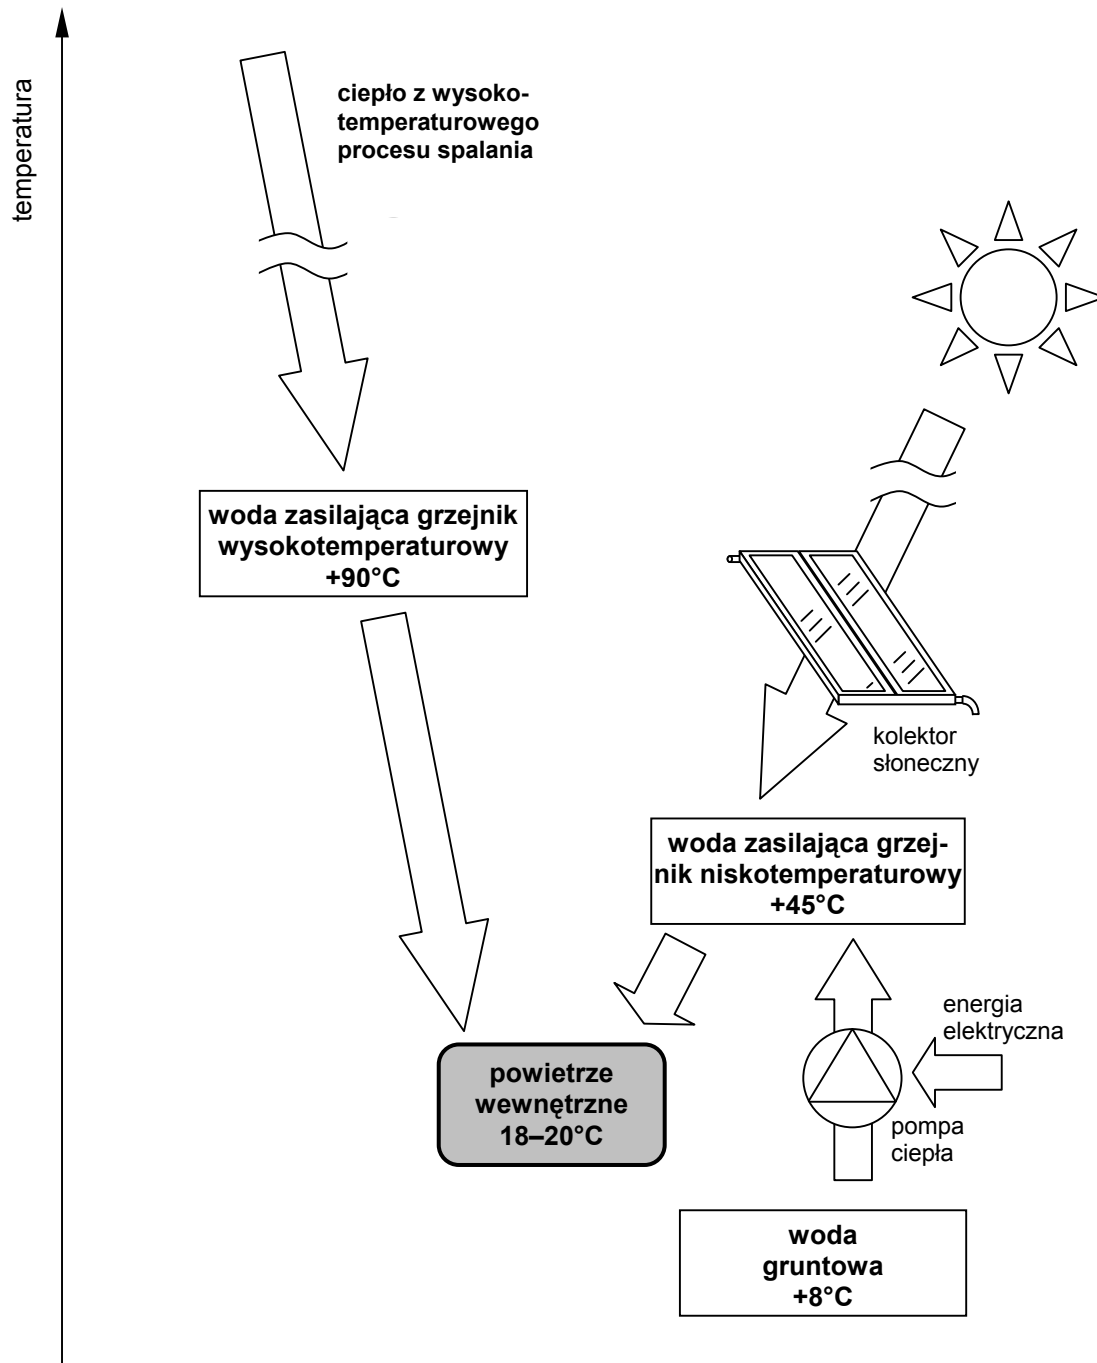 temperatura
ciepło z wysoko-
temperaturowego
procesu spalania
woda zasilająca grzejnik
wysokotemperaturowy
+90°C
kolektor
słoneczny
woda zasilająca grzej-
nik niskotemperaturowy
+45°C
energia
elektryczna
powietrze
wewnętrzne
18–20°C
pompa
ciepła
woda
gruntowa
+8°C